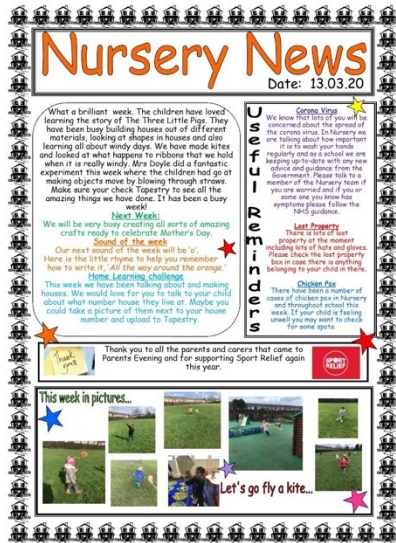 Nursery News
Date: 13.03.20
What a brilliant week. The children have loved
learning the story of The Three Little Pigs. They
have been busy building houses out of different
materials, looking at shapes in houses and also
learning all about windy days. We have made kites
and looked at what happens to ribbons that we hold
when it is really windy. Mrs Doyle did a fantastic
experiment this week where the children had go at
making objects move by blowing through straws.
Make sure your check Tapestry to see all the
amazing things we have done. It has been a busy
week!
Next Week:
We will be very busy creating all sorts of amazing
crafts ready to celebrate Mother's Day.
Sound of the week
Our next sound of the week will be 'o'.
Here is the little rhyme to help you remember
how to write it, 'All the way around the orange.'
Home Learning challenge
This week we have been talking about and making
houses. We would love for you to talk to your child
about what number house they live at. Maybe you
could take a picture of them next to your house
number and upload to Tapestry.
Useful Reminders
Corona Virus
We know that lots of you will be
concerned about the spread of
the carona virus. In Nursery we
are talking about how important
it is to wash your hands
regularly and as a school we are
keeping up-to-date with any new
advice and guidance from the
Government. Please talk to a
member of the Nursery team if
you are worried and if you or
some one you know has
symptoms please follow the
NHS guidance.
Lost Property
There is lots of lost
property at the moment
including lots of hats and gloves.
Please check the lost property
box in case there is anything
belonging to your child in there.
Chicken Pox
There have been a number of
cases of chicken pox in Nursery
and throughout school this
week. If your child is feeling
unwell you may want to check
for some spots.
Thank you!
Thank you to all the parents and carers that came to
Parents Evening and for supporting Sport Relief again
this year.
SPORT
RELIEF
This week in pictures...
Let's go fly a kite...